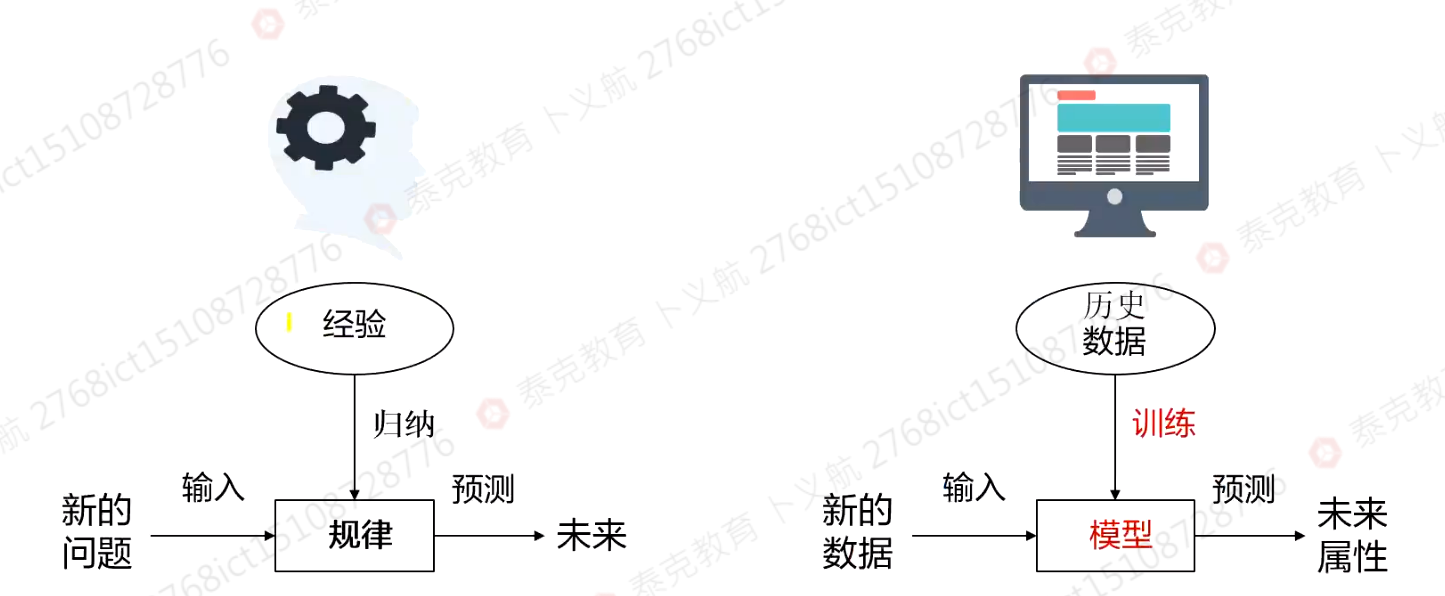 经验
归纳
新的
问题
输入
规律
预测
未来
历史
数据
训练
新的
数据
输入
模型
预测
未来
属性
泰克教育 卜义航 2768ict15108728776